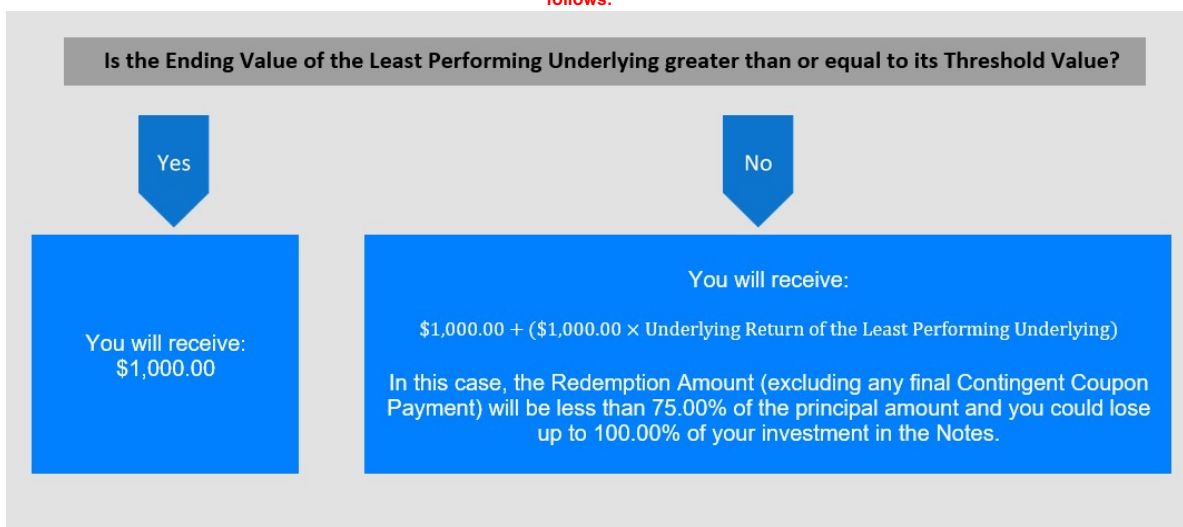 follows:
Is the Ending Value of the Least Performing Underlying greater than or equal to its Threshold Value?
Yes
No
You will receive:
$1,000.00
You will receive:
$1,000.00 + ($1,000.00 × Underlying Return of the Least Performing Underlying)
In this case, the Redemption Amount (excluding any final Contingent Coupon
Payment) will be less than 75.00% of the principal amount and you could lose
up to 100.00% of your investment in the Notes.